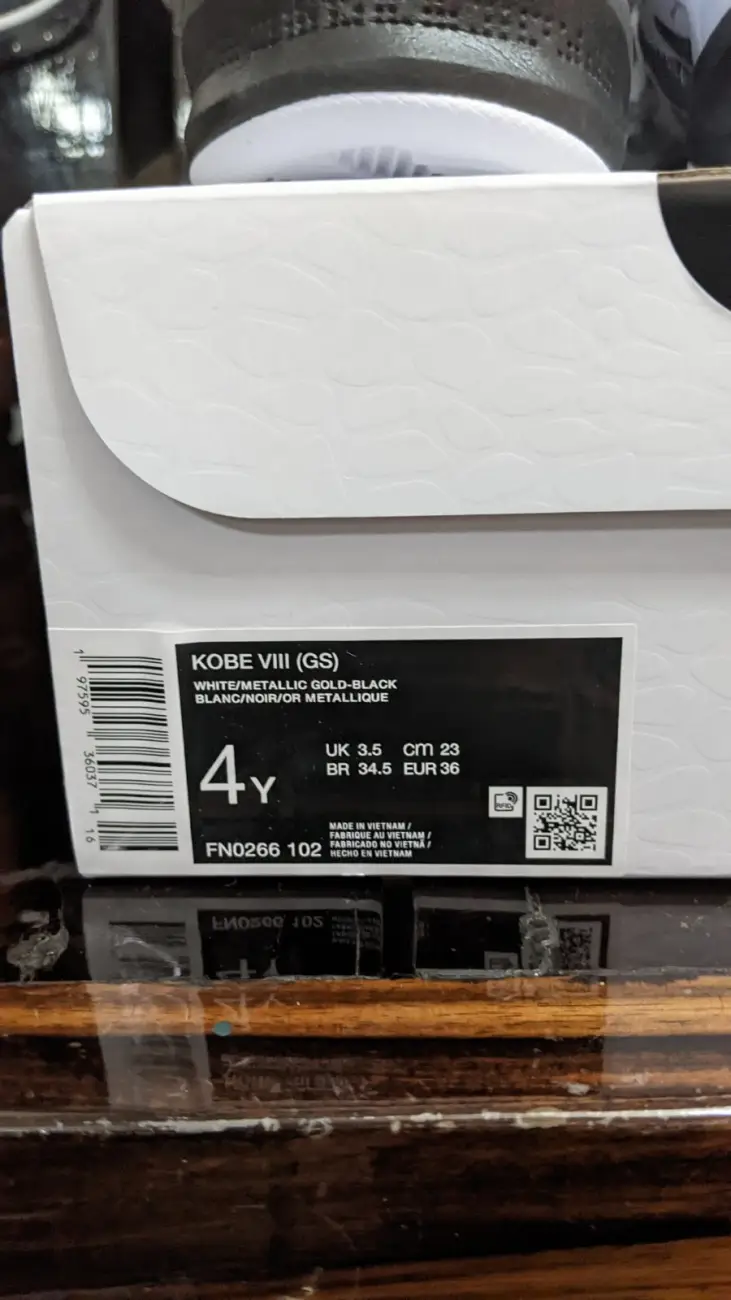 KOBE VIII (GS)
WHITE/METALLIC GOLD-BLACK
BLANC/NOIR/OR METALLIQUE
4Y
UK 3.5 cm 23
BR 34.5 EUR 36
FN0266 102
MADE IN VIETNAM /
FABRIQUE AU VIETNAM /
FABRICADO NO VIETNÃ /
HECHO EN VIETNAM
RFID
1 97595 36037 1 16